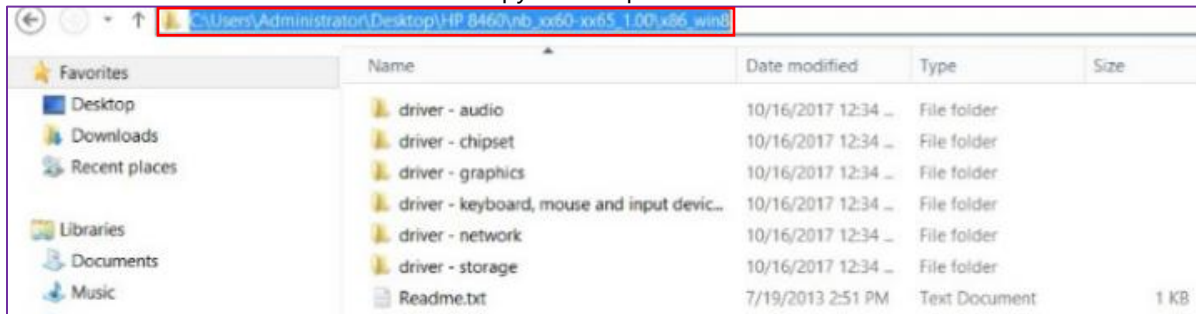 C:\Users\Administrator\Desktop\HP 8460\nb_xx60-xx65_1.00\x86_win8
Favorites
Desktop
Downloads
Recent places
Libraries
Documents
Music
Name Date modified Type Size
driver - audio 10/16/2017 12:34 ... File folder
driver - chipset 10/16/2017 12:34 ... File folder
driver - graphics 10/16/2017 12:34 ... File folder
driver - keyboard, mouse and input devic... 10/16/2017 12:34 ... File folder
driver - network 10/16/2017 12:34 ... File folder
driver - storage 10/16/2017 12:34 ... File folder
Readme.txt 7/19/2013 2:51 PM Text Document 1 KB